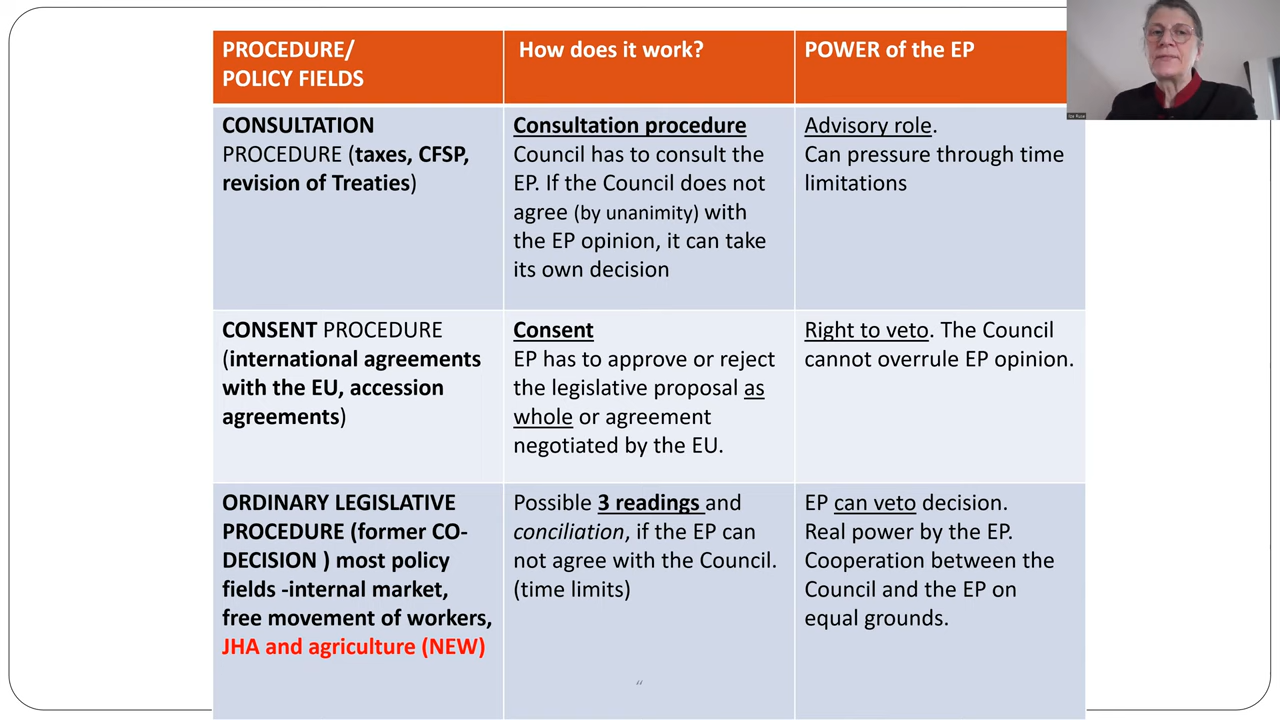 PROCEDURE/
POLICY FIELDS
How does it work?
POWER of the EP
CONSULTATION
PROCEDURE (taxes, CFSP,
revision of Treaties)
Consultation procedure
Council has to consult the
EP. If the Council does not
agree (by unanimity) with
the EP opinion, it can take
its own decision
Advisory role.
Can pressure through time
limitations
CONSENT PROCEDURE
(international agreements
with the EU, accession
agreements)
Consent
EP has to approve or reject
the legislative proposal as
whole or agreement
negotiated by the EU.
Right to veto. The Council
cannot overrule EP opinion.
ORDINARY LEGISLATIVE
PROCEDURE (former CO-
DECISION ) most policy
fields -internal market,
free movement of workers,
JHA and agriculture (NEW)
Possible 3 readings and
conciliation, if the EP can
not agree with the Council.
(time limits)
EP can veto decision.
Real power by the EP.
Cooperation between the
Council and the EP on
equal grounds.
“